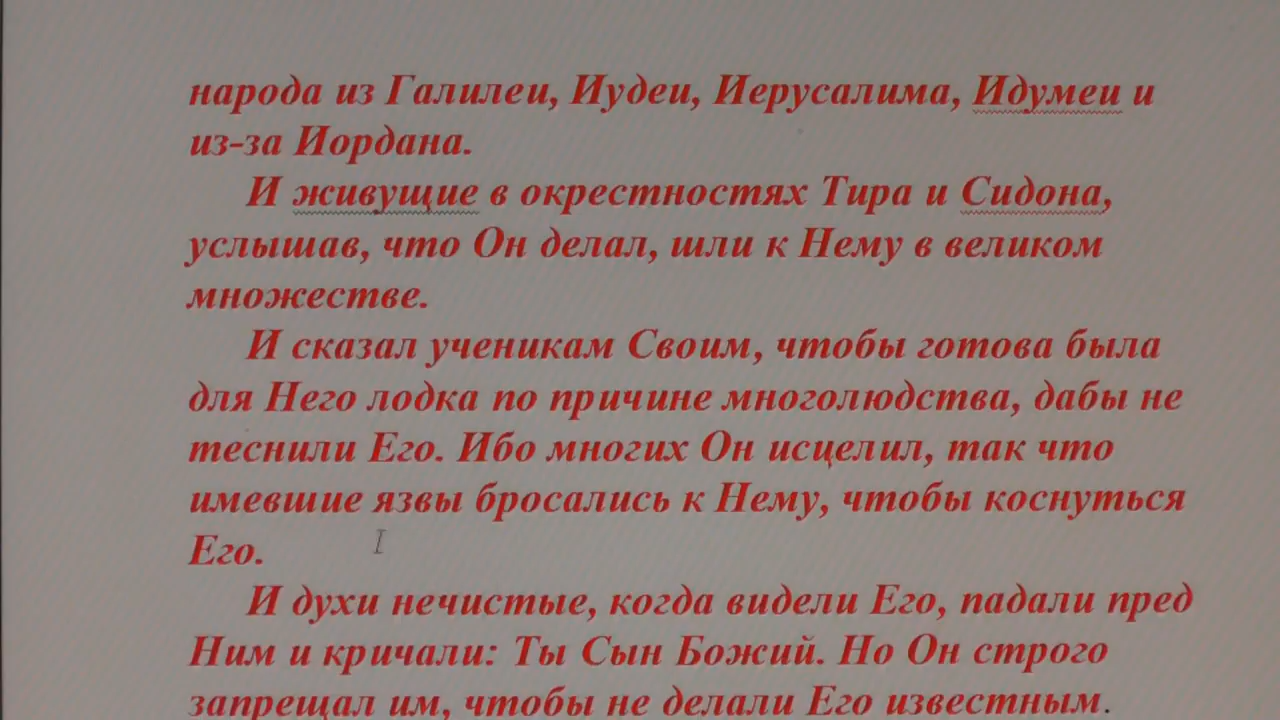 народа из Галилеи, Иудеи, Иерусалима, Идумеи и
из-за Иордана.
И живущие в окрестностях Тира и Сидона,
услышав, что Он делал, шли к Нему в великом
множестве.
И сказал ученикам Своим, чтобы готова была
для Него лодка по причине многолюдства, дабы не
теснили Его. Ибо многих Он исцелил, так что
имевшие язвы бросались к Нему, чтобы коснуться
Его.
И духи нечистые, когда видели Его, падали пред
Ним и кричали: Ты Сын Божий. Но Он строго
запрещал им, чтобы не делали Его известным.